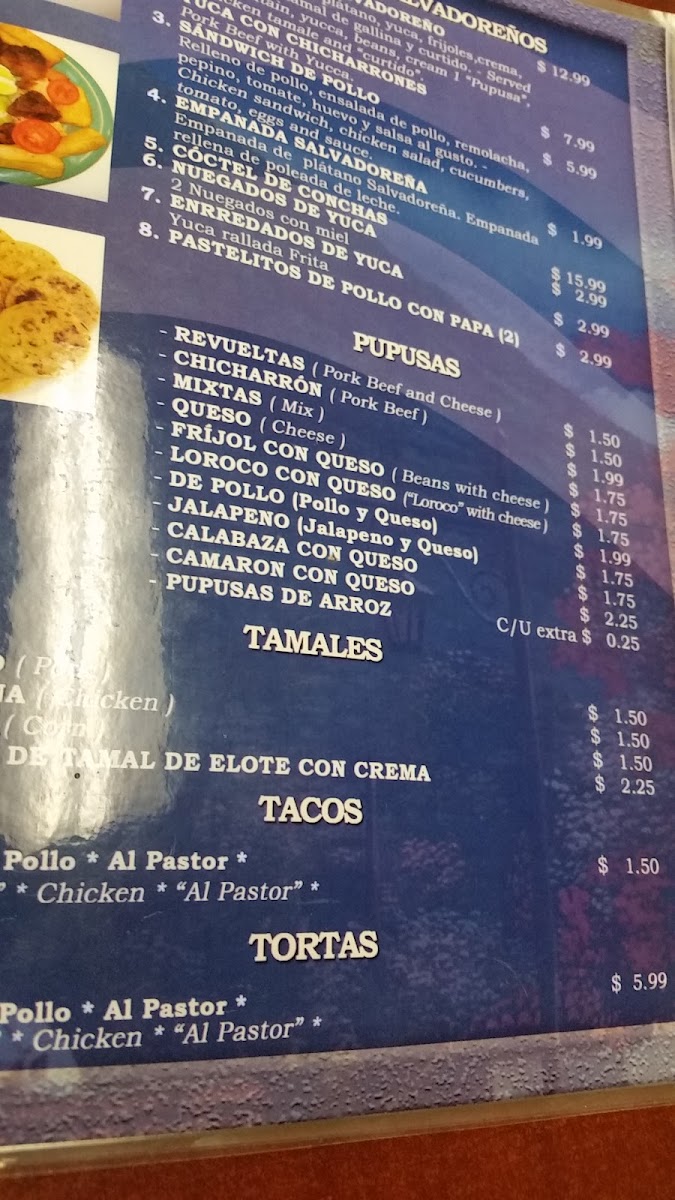 SALVADOREÑOS
VADOREÑO $ 12.99
plátano, yuca, frijoles, crema,
tamal de gallina y curtido. - Served
yucca, beans, cream 1 "Pupusa",
chicken tamale and "curtido".
YUCA CON CHICHARRONES $ 7.99
Pork Beef with Yucca.
3. SÁNDWICH DE POLLO $ 5.99
Relleno de pollo, ensalada de pollo, remolacha,
pepino, tomate, huevo y salsa al gusto. -
Chicken sandwich, chicken salad, cucumbers,
tomato, eggs and sauce.
4. EMPANADA SALVADOREÑA $ 1.99
Empanada de plátano Salvadoreña. Empanada
rellena de poleada de leche.
5. CÓCTEL DE CONCHAS $ 15.99
6. NUEGADOS DE YUCA $ 2.99
2 Nuegados con miel
7. ENRREDADOS DE YUCA $ 2.99
Yuca rallada Frita
8. PASTELITOS DE POLLO CON PAPA (2) $ 2.99
PUPUSAS
- REVUELTAS ( Pork Beef and Cheese ) $ 1.50
- CHICHARRÓN ( Pork Beef ) $ 1.50
- MIXTAS ( Mix ) $ 1.99
- QUESO ( Cheese ) $ 1.75
- FRÍJOL CON QUESO ( Beans with cheese ) $ 1.75
- LOROCO CON QUESO ("Loroco" with cheese ) $ 1.75
- DE POLLO (Pollo y Queso) $ 1.99
- JALAPENO (Jalapeno y Queso) $ 1.75
- CALABAZA CON QUESO $ 1.75
- CAMARON CON QUESO $ 2.25
- PUPUSAS DE ARROZ C/U extra $ 0.25
TAMALES
$ 1.50
( Chicken ) $ 1.50
( Corn ) $ 1.50
DE TAMAL DE ELOTE CON CREMA $ 2.25
TACOS
Pollo * Al Pastor * $ 1.50
" * Chicken * "Al Pastor" *
TORTAS
$ 5.99
Pollo * Al Pastor *
* Chicken * "Al Pastor" *